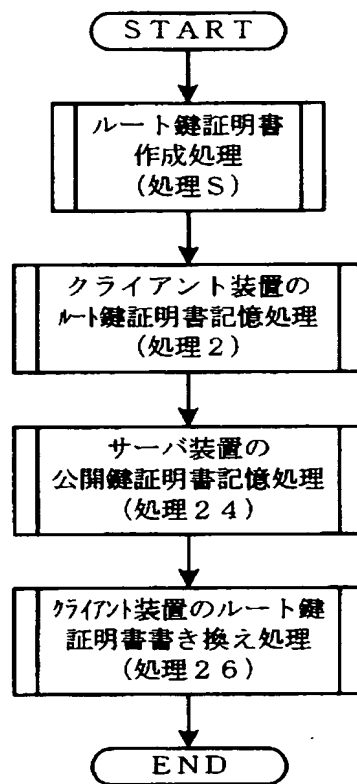 START
ルート鍵証明書
作成処理
(処理S)
クライアント装置の
ルート鍵証明書記憶処理
(処理2)
サーバ装置の
公開鍵証明書記憶処理
(処理24)
クライアント装置のルート鍵
証明書書き換え処理
(処理26)
END